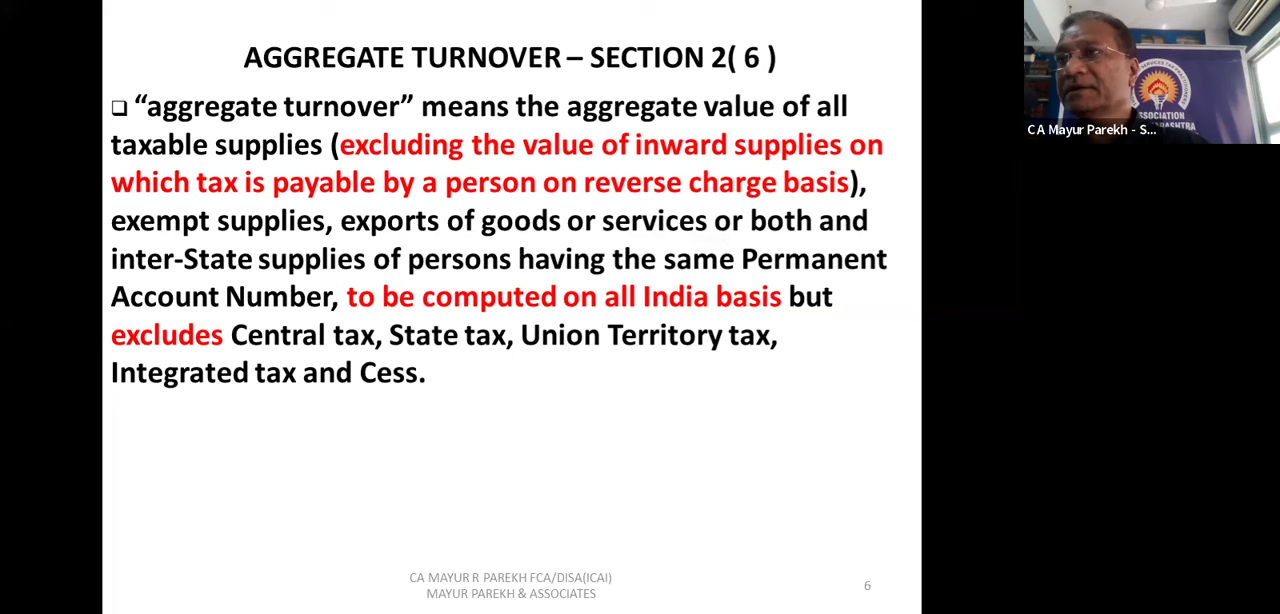 AGGREGATE TURNOVER – SECTION 2( 6 )
❑ “aggregate turnover” means the aggregate value of all
taxable supplies (excluding the value of inward supplies on
which tax is payable by a person on reverse charge basis),
exempt supplies, exports of goods or services or both and
inter-State supplies of persons having the same Permanent
Account Number, to be computed on all India basis but
excludes Central tax, State tax, Union Territory tax,
Integrated tax and Cess.
CA MAYUR R PAREKH FCA/DISA(ICAI)
MAYUR PAREKH & ASSOCIATES
6
ASSOCIATION
C A Mayur Parekh - S...